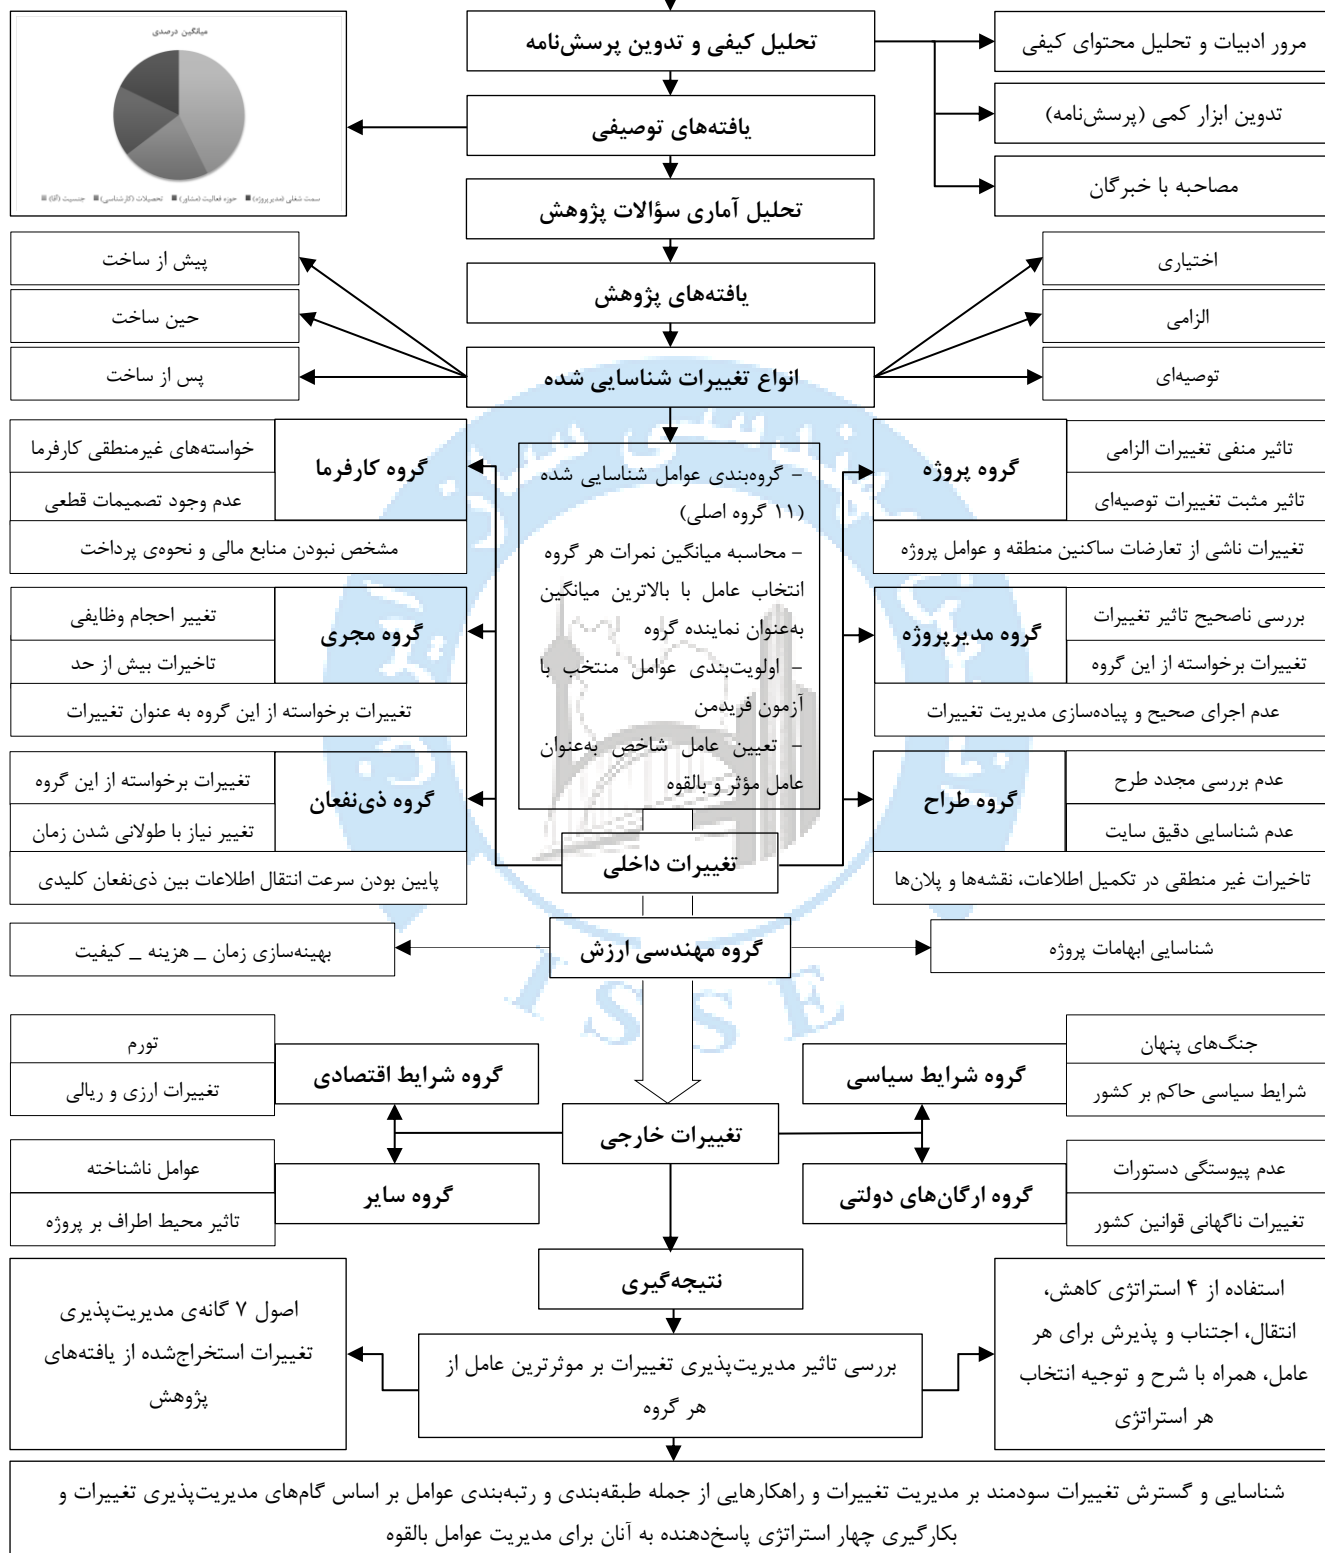 میانگین درصدی
سمت شغلی (مدیرپروژه)
حوزه فعالیت (مشاور)
تحصیلات (کارشناسی)
جنسیت (آقا)
تحلیل کیفی و تدوین پرسش‌نامه
مرور ادبیات و تحلیل محتوای کیفی
تدوین ابزار کمی (پرسش‌نامه)
مصاحبه با خبرگان
یافته‌های توصیفی
تحلیل آماری سؤالات پژوهش
یافته‌های پژوهش
انواع تغییرات شناسایی شده
اختیاری
الزامی
توصیه‌ای
پیش از ساخت
حین ساخت
پس از ساخت
- گروه‌بندی عوامل شناسایی شده
(۱۱ گروه اصلی)
- محاسبه میانگین نمرات هر گروه
انتخاب عامل با بالاترین میانگین
به‌عنوان نماینده گروه
- اولویت‌بندی عوامل منتخب با
آزمون فریدمن
- تعیین عامل شاخص به‌عنوان
عامل مؤثر و بالقوه
گروه پروژه
تاثیر منفی تغییرات الزامی
تاثیر مثبت تغییرات توصیه‌ای
تغییرات ناشی از تعارضات ساکنین منطقه و عوامل پروژه
گروه کارفرما
خواسته‌های غیرمنطقی کارفرما
عدم وجود تصمیمات قطعی
مشخص نبودن منابع مالی و نحوه‌ی پرداخت
گروه مدیرپروژه
بررسی ناصحیح تاثیر تغییرات
تغییرات برخواسته از این گروه
عدم اجرای صحیح و پیاده‌سازی مدیریت تغییرات
گروه مجری
تغییر احجام وظایفی
تاخیرات بیش از حد
تغییرات برخواسته از این گروه به عنوان تغییرات
گروه طراح
عدم بررسی مجدد طرح
عدم شناسایی دقیق سایت
تاخیرات غیر منطقی در تکمیل اطلاعات، نقشه‌ها و پلان‌ها
گروه ذی‌نفعان
تغییرات برخواسته از این گروه
تغییر نیاز با طولانی شدن زمان
پایین بودن سرعت انتقال اطلاعات بین ذی‌نفعان کلیدی
تغییرات داخلی
گروه مهندسی ارزش
شناسایی ابهامات پروژه
بهینه‌سازی زمان _ هزینه _ کیفیت
I S S E
گروه شرایط سیاسی
جنگ‌های پنهان
شرایط سیاسی حاکم بر کشور
گروه شرایط اقتصادی
تورم
تغییرات ارزی و ریالی
تغییرات خارجی
گروه ارگان‌های دولتی
عدم پیوستگی دستورات
تغییرات ناگهانی قوانین کشور
گروه سایر
عوامل ناشناخته
تاثیر محیط اطراف بر پروژه
نتیجه‌گیری
بررسی تاثیر مدیریت‌پذیری تغییرات بر موثرترین عامل از
هر گروه
استفاده از ۴ استراتژی کاهش،
انتقال، اجتناب و پذیرش برای هر
عامل، همراه با شرح و توجیه انتخاب
هر استراتژی
اصول ۷ گانه‌ی مدیریت‌پذیری
تغییرات استخراج‌شده از یافته‌های
پژوهش
شناسایی و گسترش تغییرات سودمند بر مدیریت تغییرات و راهکارهایی از جمله طبقه‌بندی و رتبه‌بندی عوامل بر اساس گام‌های مدیریت‌پذیری تغییرات و
بکارگیری چهار استراتژی پاسخ‌دهنده به آنان برای مدیریت عوامل بالقوه